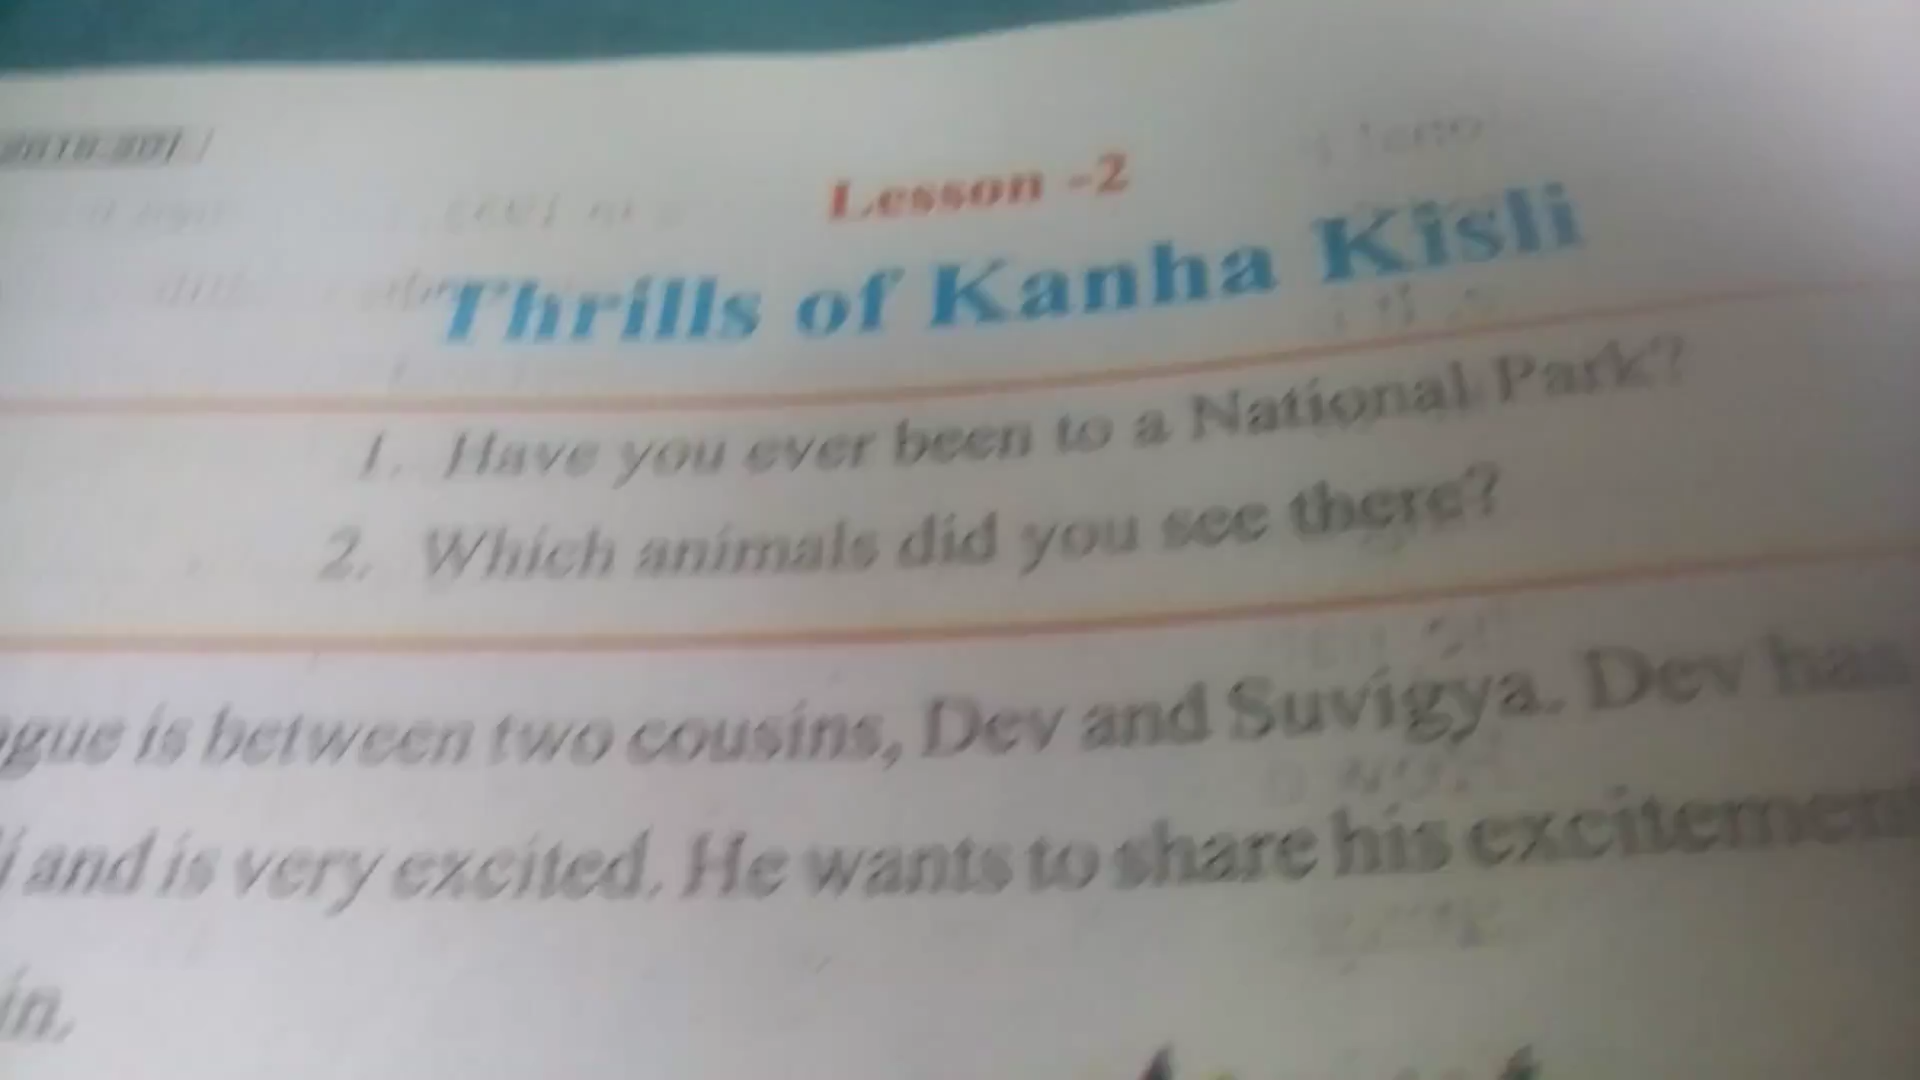 Lesson -2
Thrills of Kanha Kisli
1. Have you ever been to a National Park?
2. Which animals did you see there?
gue is between two cousins, Dev and Suvigya. Dev has
i and is very excited. He wants to share his excitement
in.